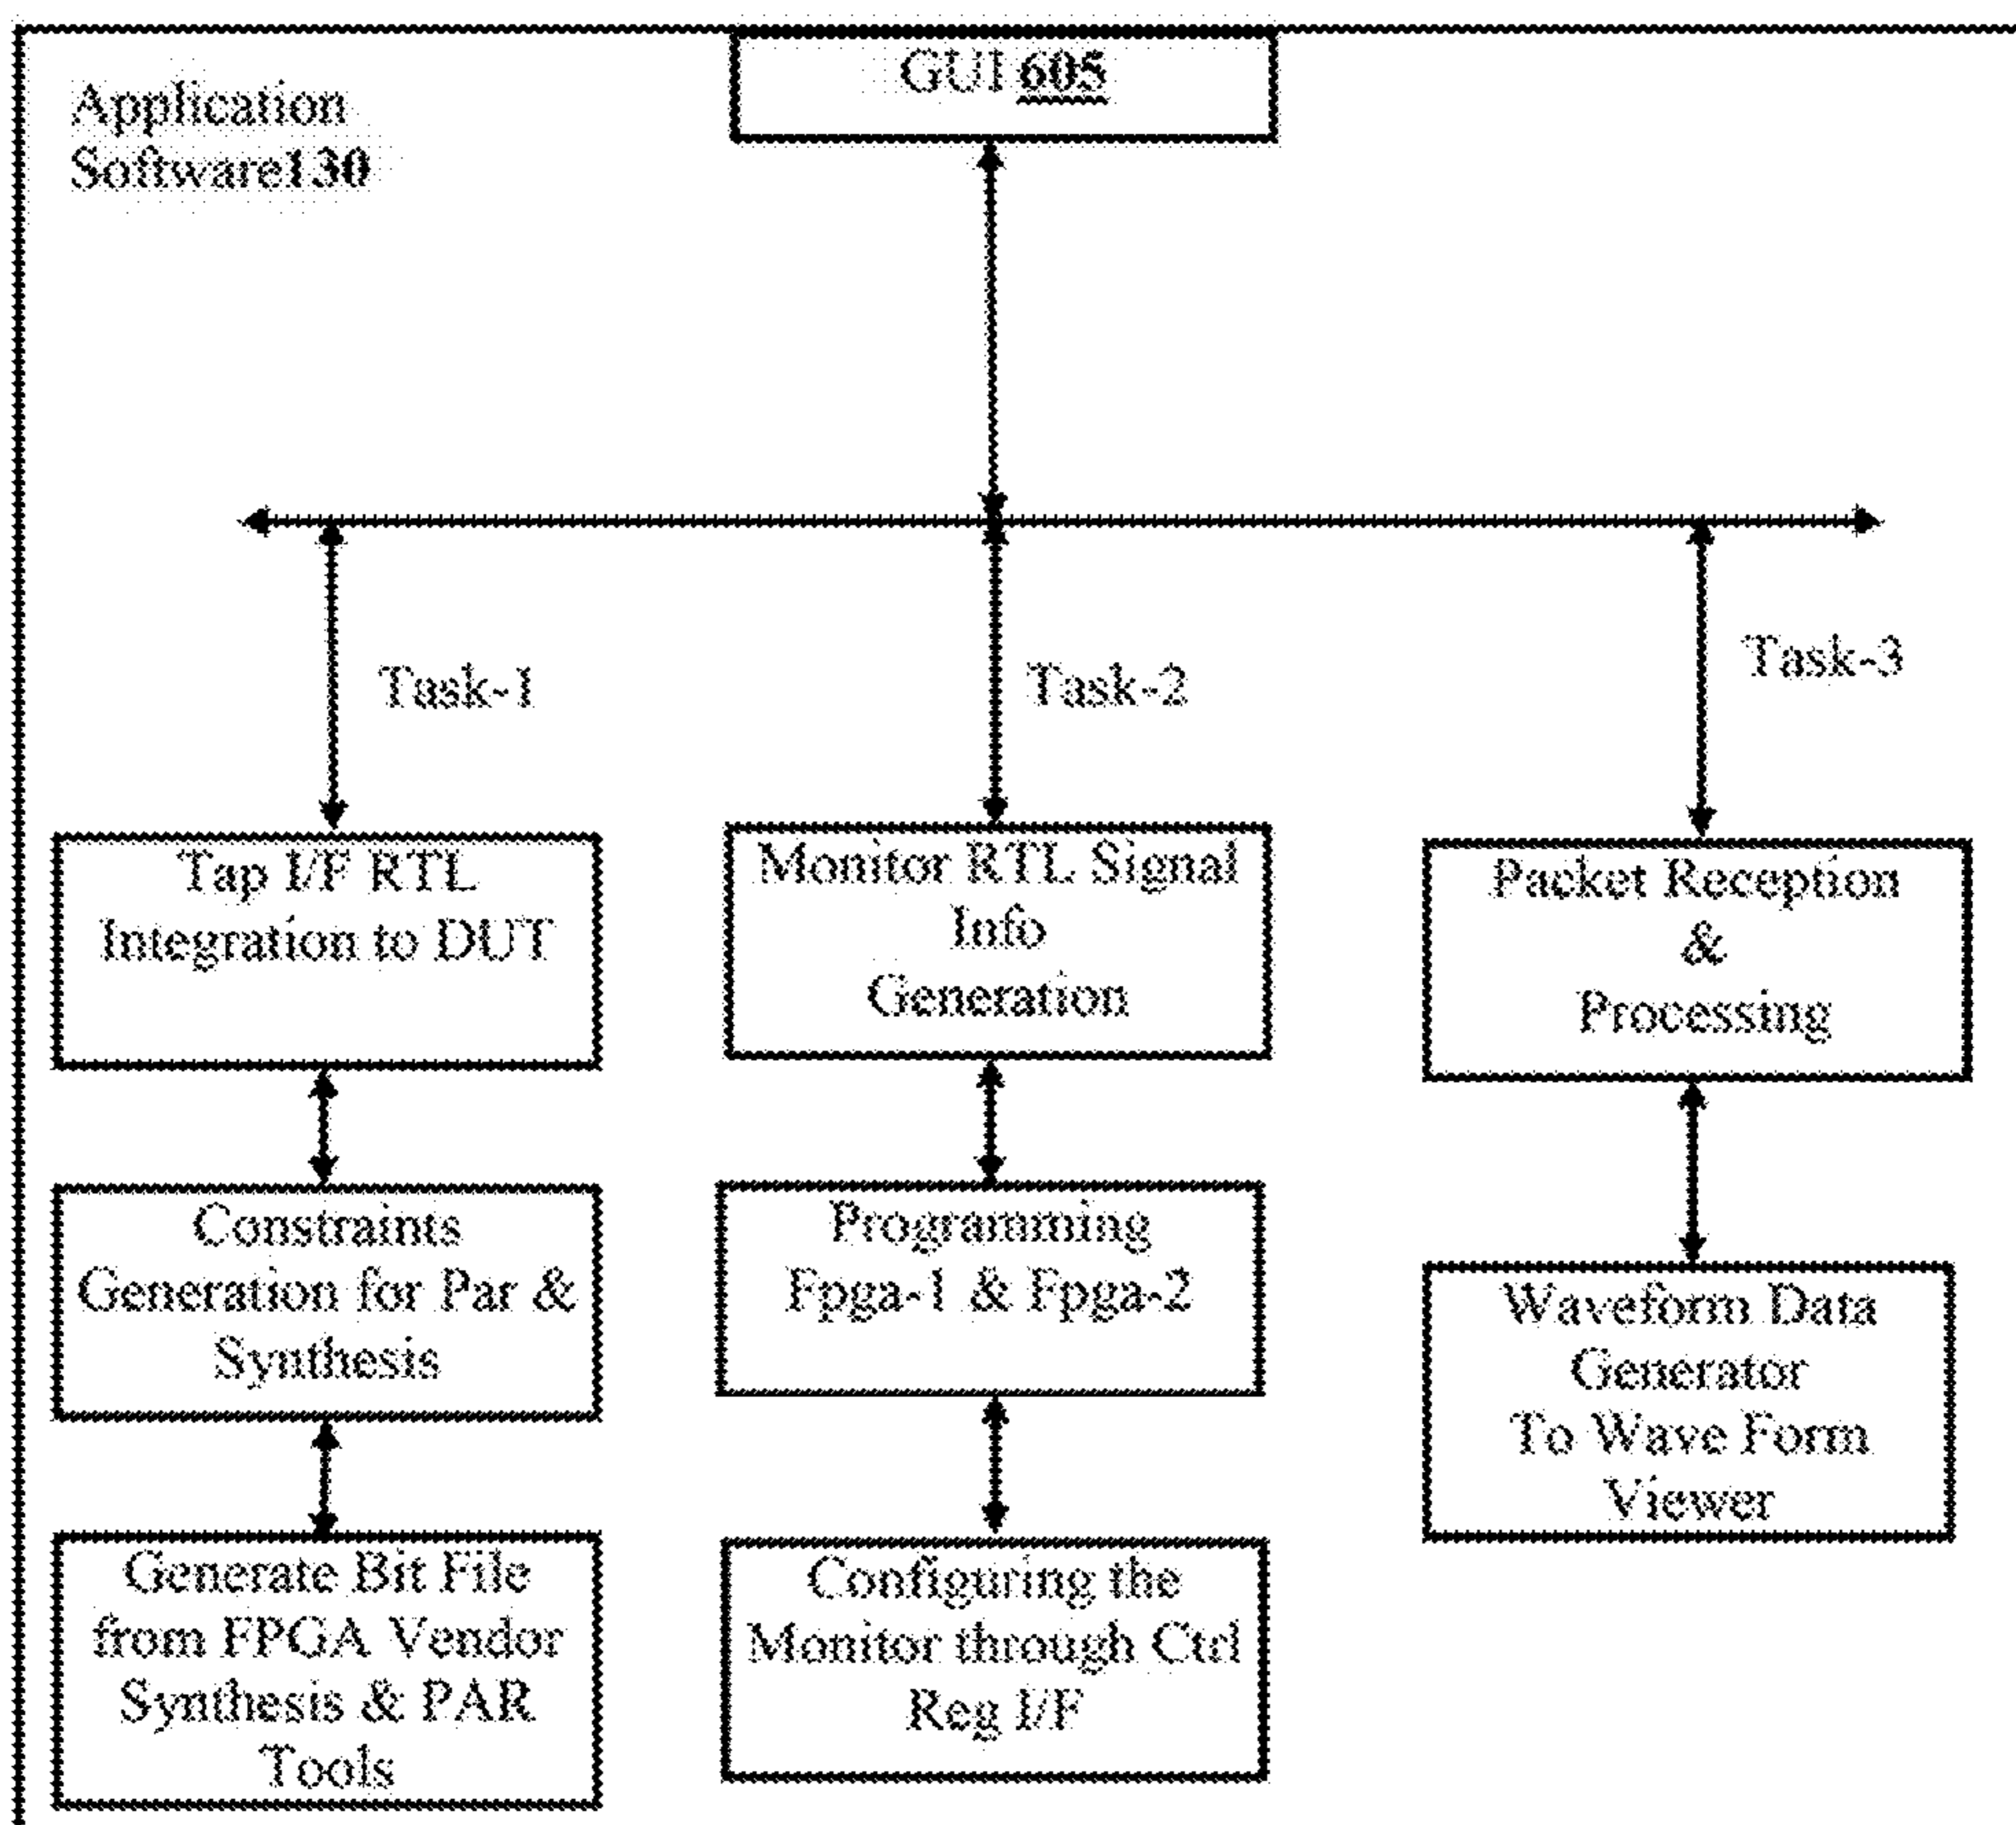 GUI 605
Application
Software130
Task-1
Task-2
Task-3
Tap I/F RTL
Integration to DUT
Monitor RTL Signal
Info
Generation
Packet Reception
&
Processing
Constraints
Generation for Par &
Synthesis
Programming
Fpga-1 & Fpga-2
Waveform Data
Generator
To Wave Form
Viewer
Generate Bit File
from FPGA Vendor
Synthesis & PAR
Tools
Configuring the
Monitor through Ctrl
Reg I/F